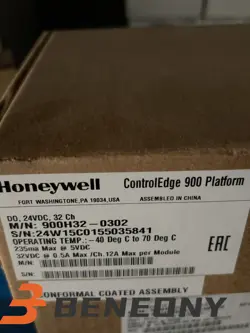 Honeywell
ControlEdge 900 Platform
FORT WASHINGTON,PA 19034,USA
ASSEMBLED IN CHINA
DO, 24VDC, 32 Ch
M/N: 900H32-0302
S/N:24W15C0155035841
OPERATING TEMP.:-40 Deg C to 70 Deg C
235ma Max @ 5VDC
32VDC @ 0.5A Max/Ch,12A Max per Module
EAC
CONFORMAL COATED ASSEMBLY
BENEONY